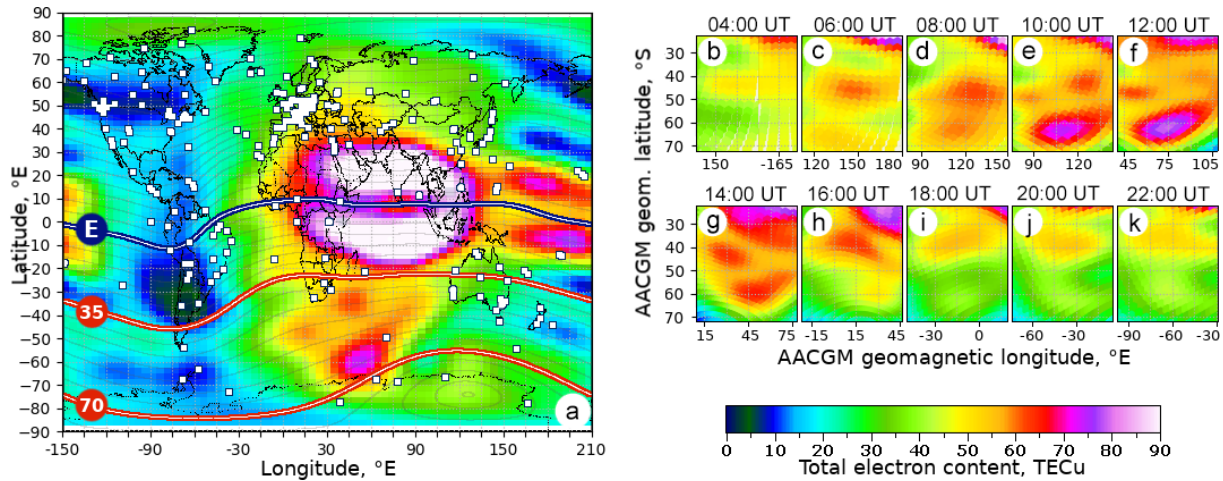 90
80
70
60
50
40
30
20
10
0
-10
-20
-30
-40
-50
-60
-70
-80
-90
Latitude, °E
E
35
70
a
-150 -90 -30 30 90 150 210
Longitude, °E
04:00 UT 06:00 UT 08:00 UT 10:00 UT 12:00 UT
b c d e f
30
40
50
60
70
150 -165 120 150 180 90 120 150 90 120 45 75 105
AACGM geom. latitude, °S
14:00 UT 16:00 UT 18:00 UT 20:00 UT 22:00 UT
g h i j k
30
40
50
60
70
15 45 75 -15 15 45 -30 0 -60 -30 -90 -60 -30
AACGM geomagnetic longitude, °E
0 10 20 30 40 50 60 70 80 90
Total electron content, TECu